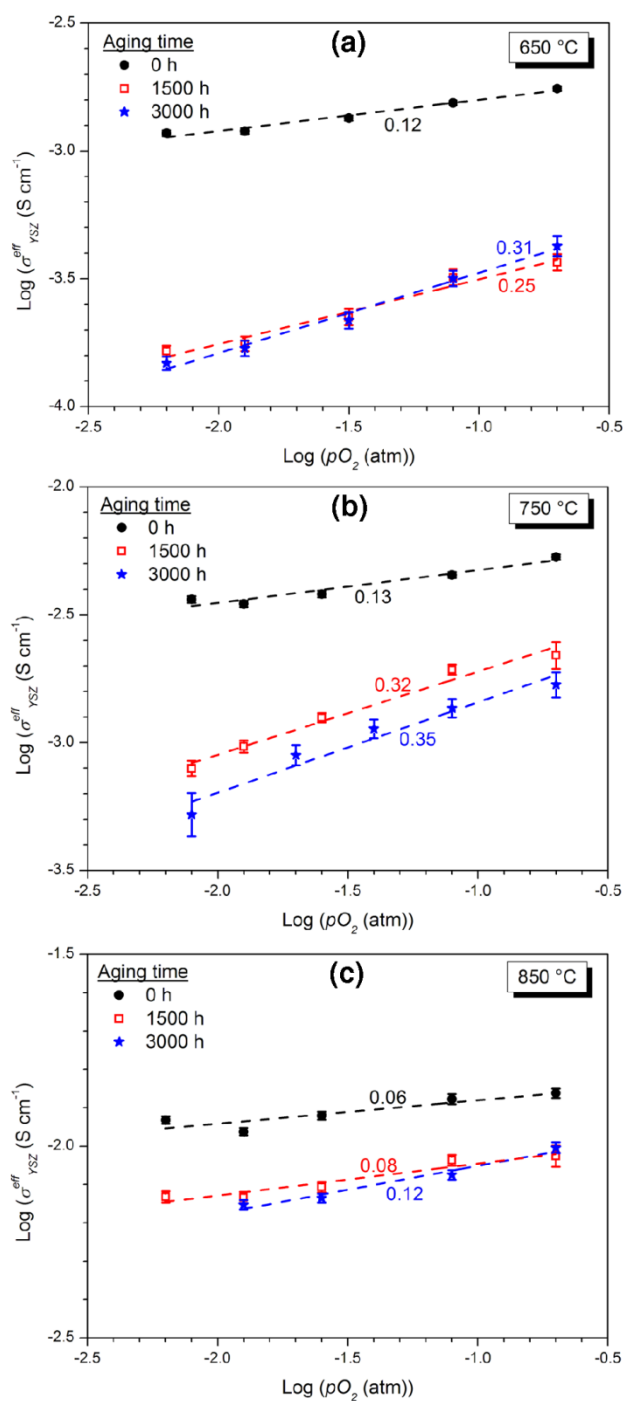 (a)
650 °C
Aging time
0 h
1500 h
3000 h
0.12
0.31
0.25
-2.5
-3.0
-3.5
-4.0
Log (σ^eff_YSZ (S cm⁻¹)
-2.5 -2.0 -1.5 -1.0 -0.5
Log (pO₂ (atm))
(b)
750 °C
Aging time
0 h
1500 h
3000 h
0.13
0.32
0.35
-2.0
-2.5
-3.0
-3.5
Log (σ^eff_YSZ (S cm⁻¹)
-2.5 -2.0 -1.5 -1.0 -0.5
Log (pO₂ (atm))
(c)
850 °C
Aging time
0 h
1500 h
3000 h
0.06
0.08
0.12
-1.5
-2.0
-2.5
Log (σ^eff_YSZ (S cm⁻¹)
-2.5 -2.0 -1.5 -1.0 -0.5
Log (pO₂ (atm))